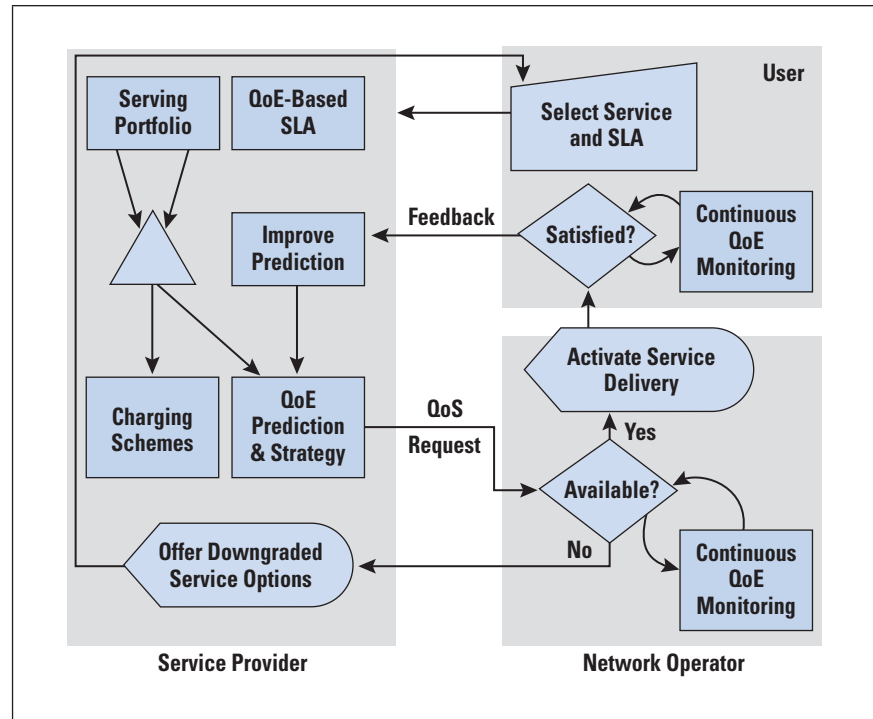 User
Serving
Portfolio
QoE-Based
SLA
Select Service
and SLA
Feedback
Improve
Prediction
Satisfied?
Continuous
QoE
Monitoring
Activate Service
Delivery
Charging
Schemes
QoE
Prediction
& Strategy
QoS
Request
Yes
Available?
No
Continuous
QoE
Monitoring
Offer Downgraded
Service Options
Service Provider
Network Operator